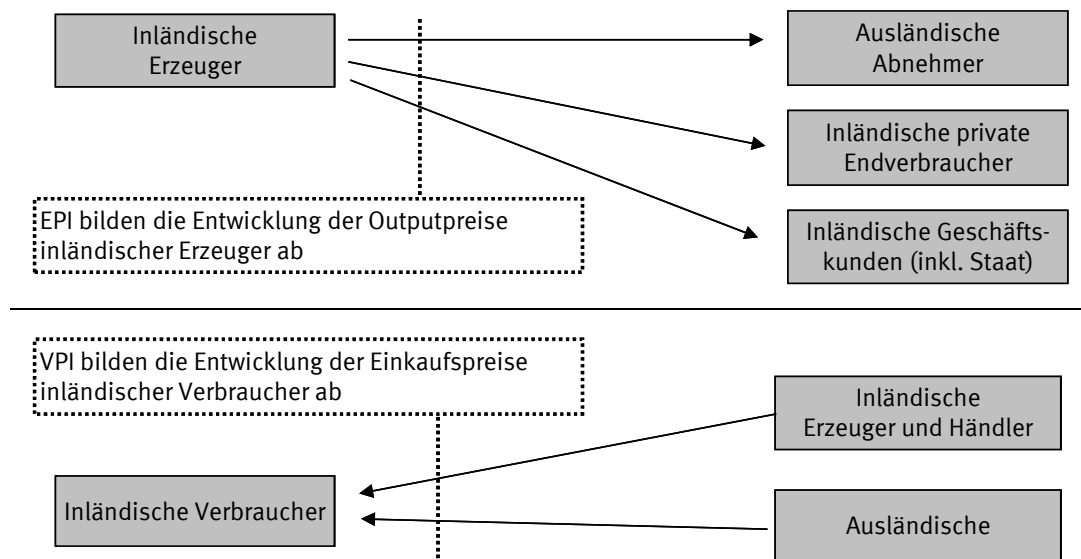 Inländische
Erzeuger
Ausländische
Abnehmer
Inländische private
Endverbraucher
EPI bilden die Entwicklung der Outputpreise
inländischer Erzeuger ab
Inländische Geschäfts-
kunden (inkl. Staat)
VPI bilden die Entwicklung der Einkaufspreise
inländischer Verbraucher ab
Inländische
Erzeuger und Händler
Inländische Verbraucher
Ausländische